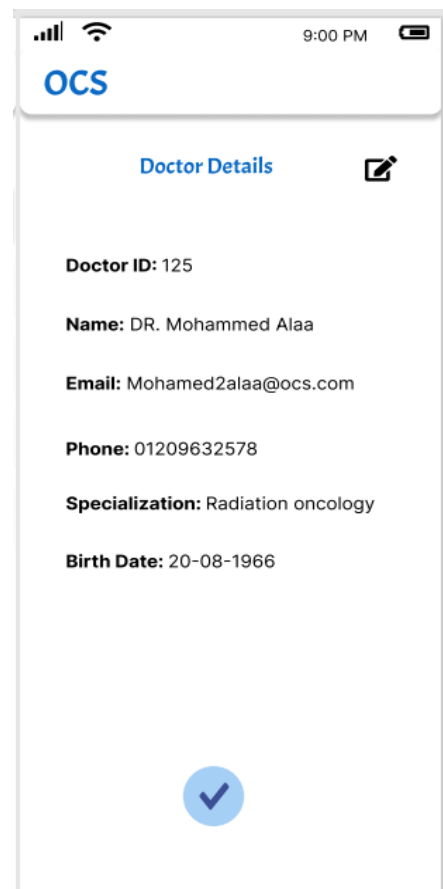 9:00 PM
OCS
Doctor Details
Doctor ID: 125
Name: DR. Mohammed Alaa
Email: Mohamed2alaa@ocs.com
Phone: 01209632578
Specialization: Radiation oncology
Birth Date: 20-08-1966